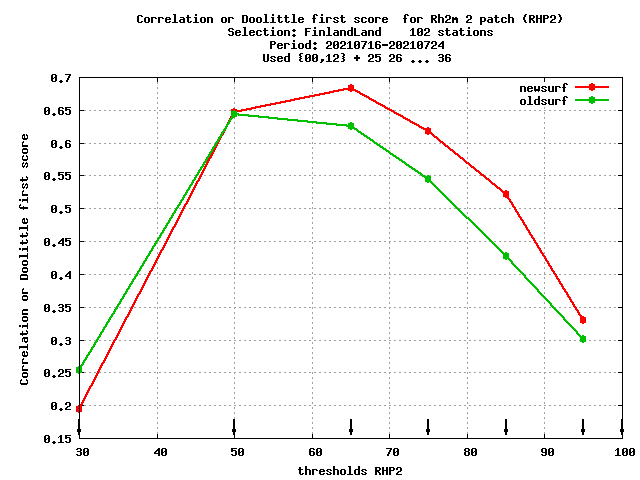 Correlation or Doolittle first score  for Rh2m 2 patch (RHP2)
Selection: FinlandLand    102 stations
Period: 20210716-20210724
Used {00,12} + 25 26 ... 36
newsurf
oldsurf
Correlation or Doolittle first score
0.7
0.65
0.6
0.55
0.5
0.45
0.4
0.35
0.3
0.25
0.2
0.15
30 40 50 60 70 80 90 100
thresholds RHP2